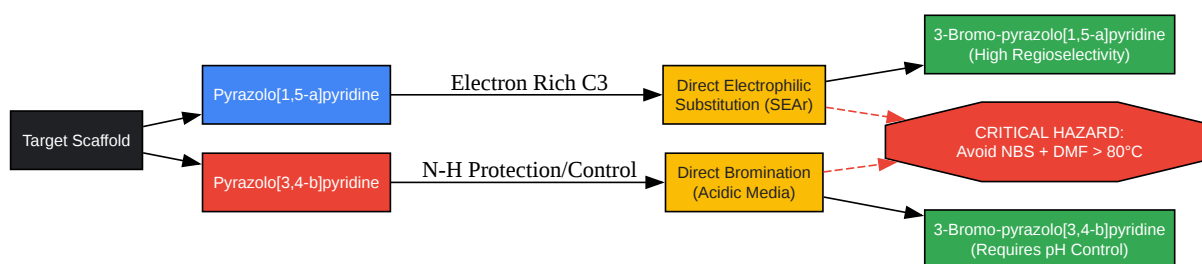 Target Scaffold
Pyrazolo[1,5-a]pyridine
Electron Rich C3
Direct Electrophilic
Substitution (SEAr)
3-Bromo-pyrazolo[1,5-a]pyridine
(High Regioselectivity)
CRITICAL HAZARD:
Avoid NBS + DMF > 80°C
Pyrazolo[3,4-b]pyridine
N-H Protection/Control
Direct Bromination
(Acidic Media)
3-Bromo-pyrazolo[3,4-b]pyridine
(Requires pH Control)